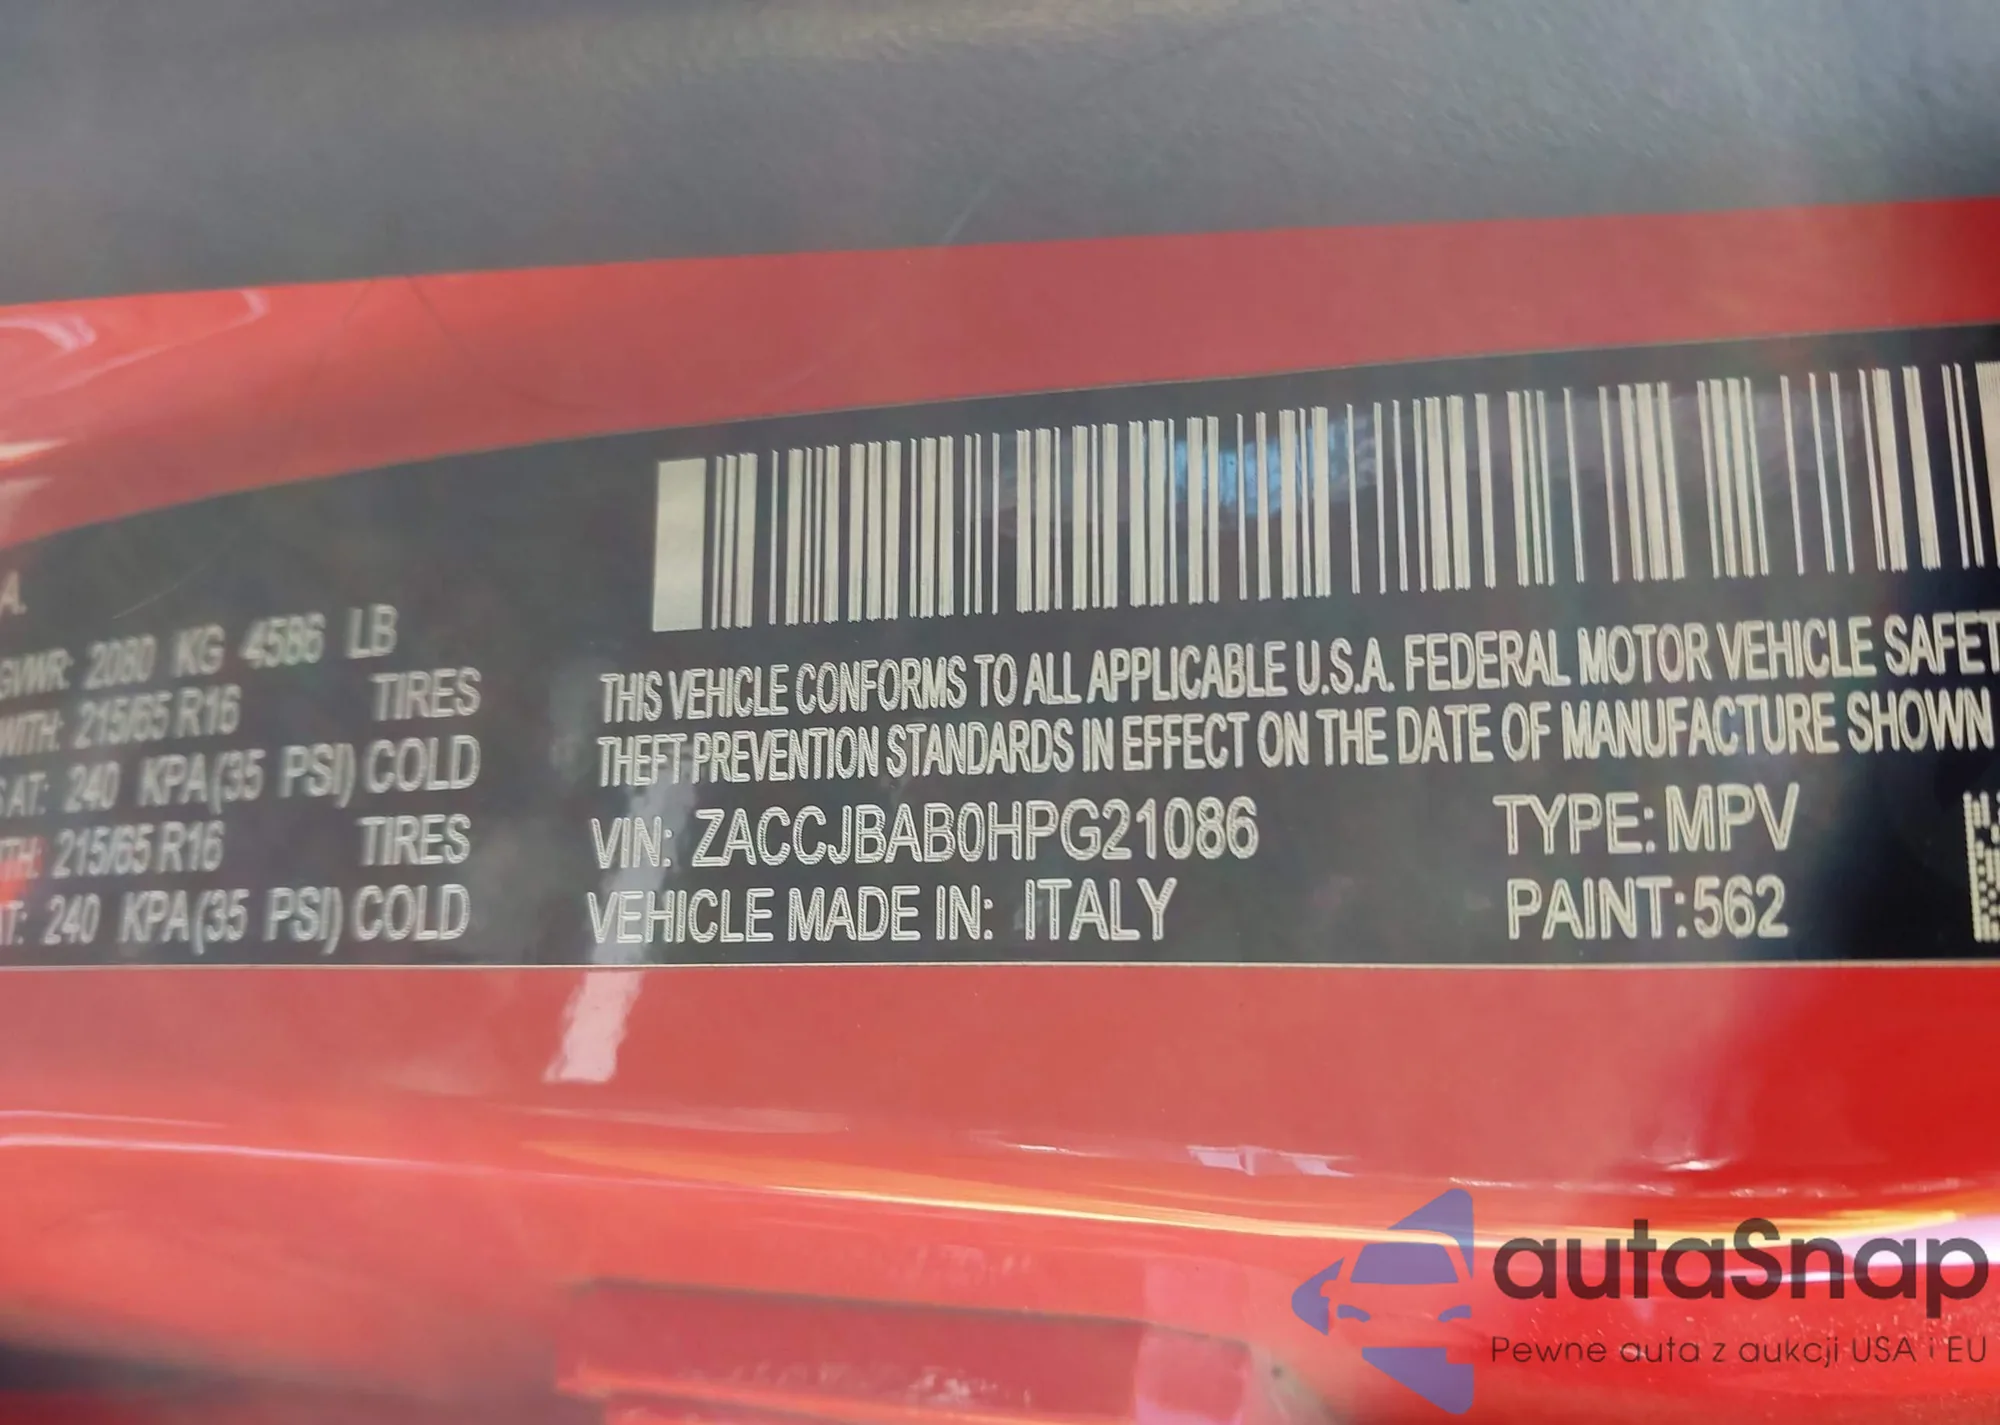 A.
GVWR: 2080 KG 4586 LB
WITH: 215/65 R16 TIRES
S AT: 240 KPA(35 PSI) COLD
TH: 215/65 R16 TIRES
AT: 240 KPA(35 PSI) COLD
THIS VEHICLE CONFORMS TO ALL APPLICABLE U.S.A. FEDERAL MOTOR VEHICLE SAFET
THEFT PREVENTION STANDARDS IN EFFECT ON THE DATE OF MANUFACTURE SHOWN
VIN: ZACCJBAB0HPG21086 TYPE: MPV
VEHICLE MADE IN: ITALY PAINT:562
autaSnap
Pewne auta z aukcji USA i EU